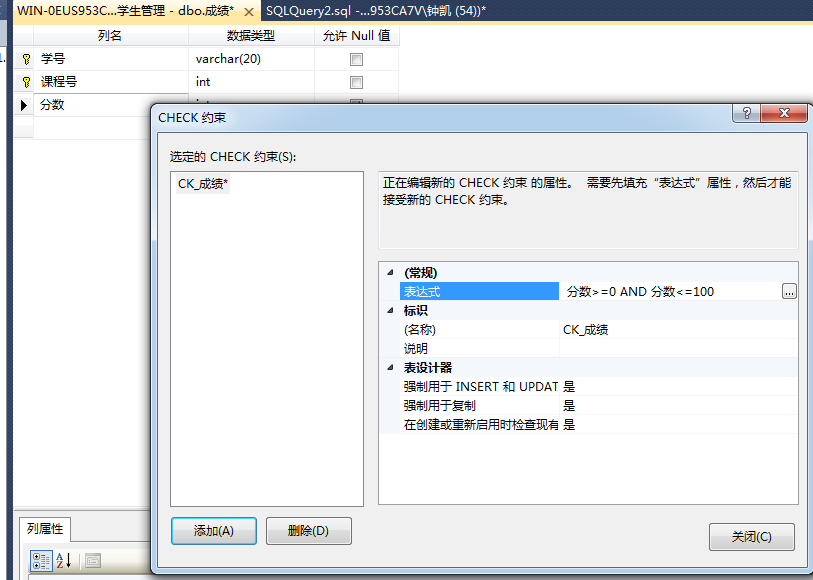 WIN-0EUS953C...学生管理 - dbo.成绩* SQLQuery2.sql -...953CA7V\钟凯 (54))*
列名 数据类型 允许 Null 值
学号 varchar(20)
课程号 int
分数
CHECK 约束
选定的 CHECK 约束(S):
CK_成绩*
正在编辑新的 CHECK 约束 的属性。 需要先填充“表达式”属性，然后才能
接受新的 CHECK 约束。
(常规)
表达式 分数>=0 AND 分数<=100 ...
标识
(名称) CK_成绩
说明
表设计器
强制用于 INSERT 和 UPDAT 是
强制用于复制 是
在创建或重新启用时检查现有 是
添加(A) 删除(D) 关闭(C)
列属性